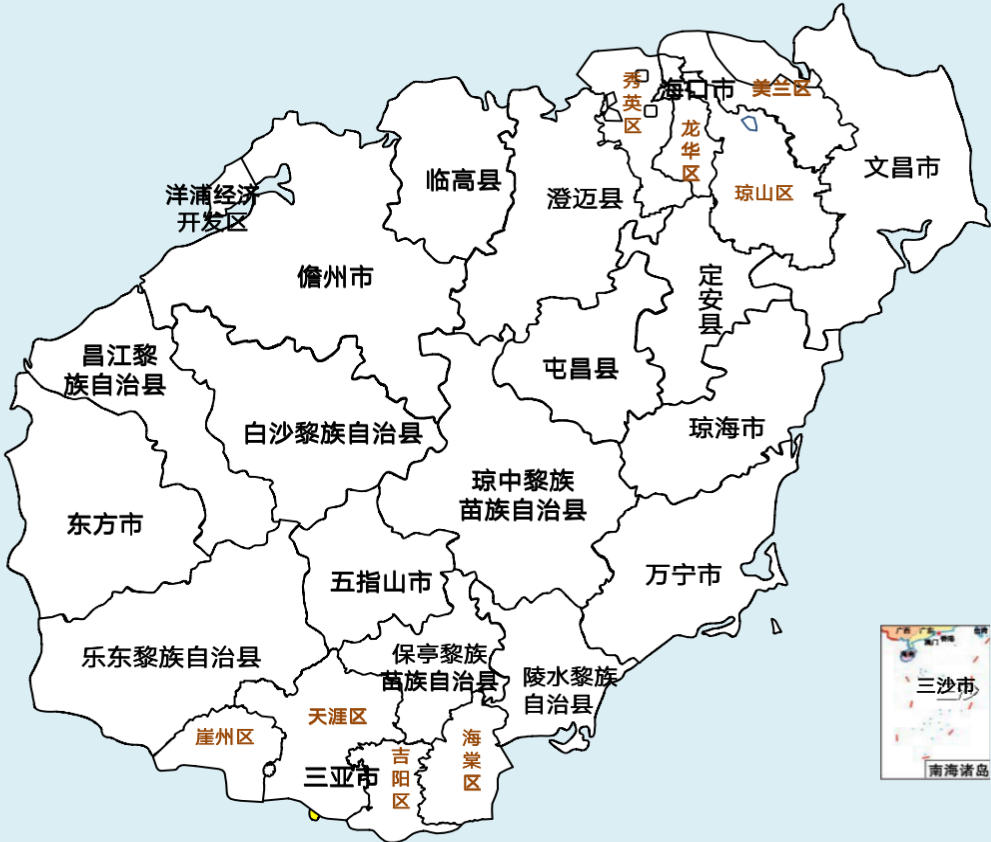 秀英区
海口市
美兰区
龙华区
琼山区
文昌市
临高县
澄迈县
洋浦经济
开发区
儋州市
定安县
昌江黎
族自治县
屯昌县
白沙黎族自治县
琼海市
琼中黎族
苗族自治县
东方市
五指山市
万宁市
乐东黎族自治县
保亭黎族
苗族自治县
陵水黎族
自治县
天涯区
崖州区
海棠区
三亚市
吉阳区
广西
广东
三沙市
南海诸岛